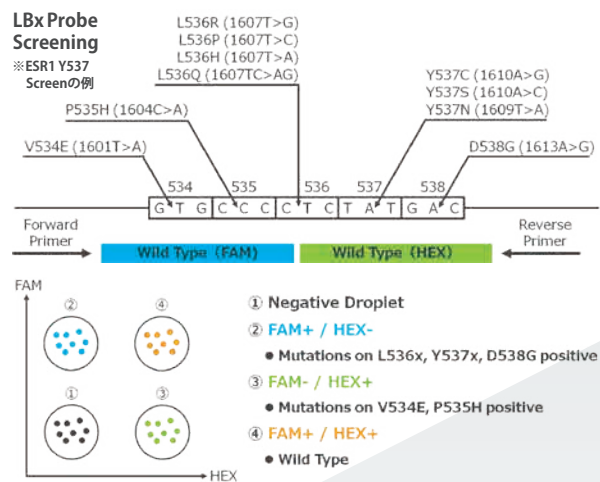 LBx Probe
Screening
※ESR1 Y537
Screenの例
L536R (1607T>G)
L536P (1607T>C)
L536H (1607T>A)
L536Q (1607TC>AG)
Y537C (1610A>G)
Y537S (1610A>C)
Y537N (1609T>A)
P535H (1604C>A)
V534E (1601T>A)
D538G (1613A>G)
534 535 536 537 538
G T G C C C C T C T A T G A C
Forward
Primer
Wild Type (FAM)
Wild Type (HEX)
Reverse
Primer
FAM
② ④
① ③
HEX
① Negative Droplet
② FAM+ / HEX-
● Mutations on L536x, Y537x, D538G positive
③ FAM- / HEX+
● Mutations on V534E, P535H positive
④ FAM+ / HEX+
● Wild Type